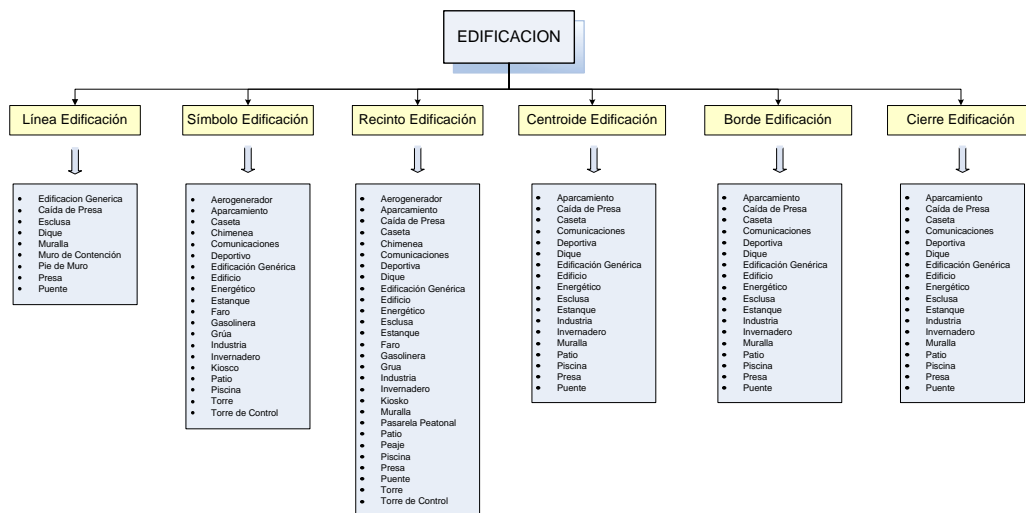 EDIFICACION
Línea Edificación
Símbolo Edificación
Recinto Edificación
Centroide Edificación
Borde Edificación
Cierre Edificación
Edificacion Generica
Caída de Presa
Esclusa
Dique
Muralla
Muro de Contención
Pie de Muro
Presa
Puente
Aerogenerador
Aparcamiento
Caseta
Chimenea
Comunicaciones
Deportivo
Edificación Genérica
Edificio
Energético
Estanque
Faro
Gasolinera
Grúa
Industria
Invernadero
Kiosco
Patio
Piscina
Torre
Torre de Control
Aerogenerador
Aparcamiento
Caída de Presa
Caseta
Chimenea
Comunicaciones
Deportiva
Dique
Edificación Genérica
Edificio
Energético
Esclusa
Estanque
Faro
Gasolinera
Grua
Industria
Invernadero
Kiosko
Muralla
Pasarela Peatonal
Patio
Peaje
Piscina
Presa
Puente
Torre
Torre de Control
Aparcamiento
Caída de Presa
Caseta
Comunicaciones
Deportiva
Dique
Edificación Genérica
Edificio
Energético
Esclusa
Estanque
Industria
Invernadero
Muralla
Patio
Piscina
Presa
Puente
Aparcamiento
Caída de Presa
Caseta
Comunicaciones
Deportiva
Dique
Edificación Genérica
Edificio
Energético
Esclusa
Estanque
Industria
Invernadero
Muralla
Patio
Piscina
Presa
Puente
Aparcamiento
Caída de Presa
Caseta
Comunicaciones
Deportiva
Dique
Edificación Genérica
Edificio
Energético
Esclusa
Estanque
Industria
Invernadero
Muralla
Patio
Piscina
Presa
Puente